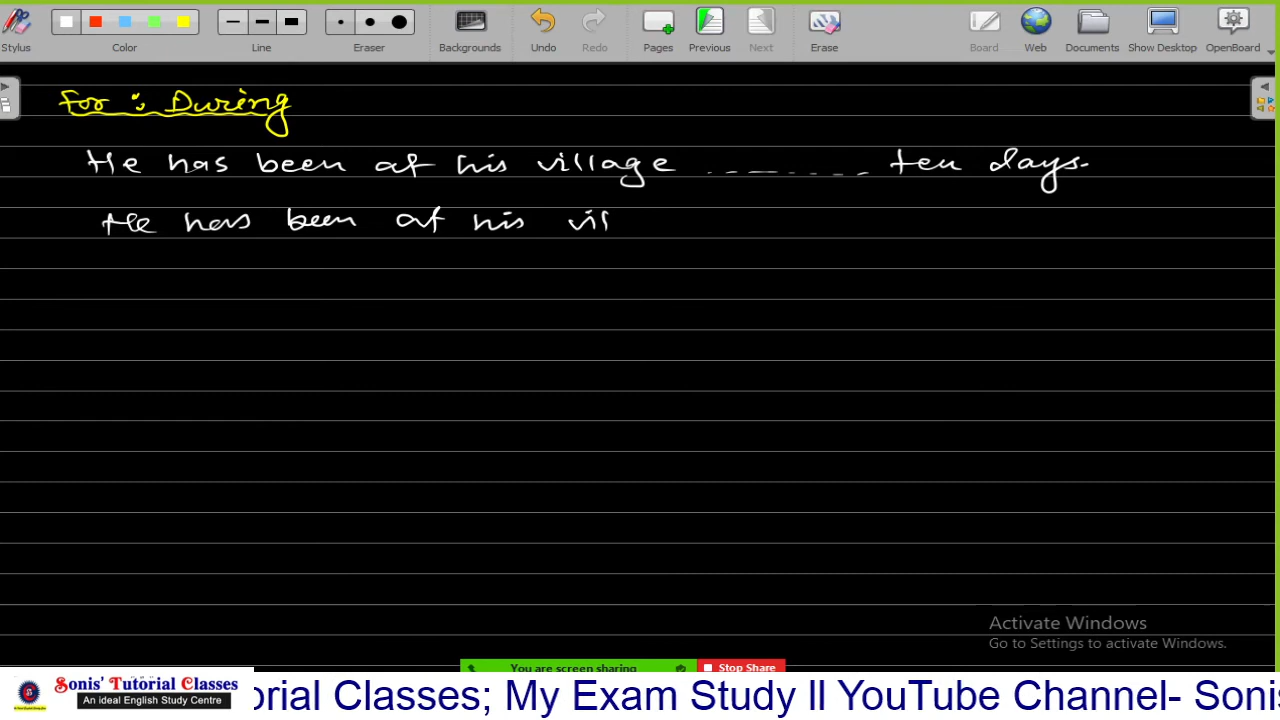 Stylus Color Line Eraser Backgrounds Undo Redo Pages Previous Next Erase Board Web Documents Show Desktop OpenBoard
For : During
He has been at his village ........ ten days.
He has been at his vil
Activate Windows
Go to Settings to activate Windows.
You are screen sharing Stop Share
Sonis' Tutorial Classes
An ideal English Study Centre
orial Classes; My Exam Study ll YouTube Channel- Sonis